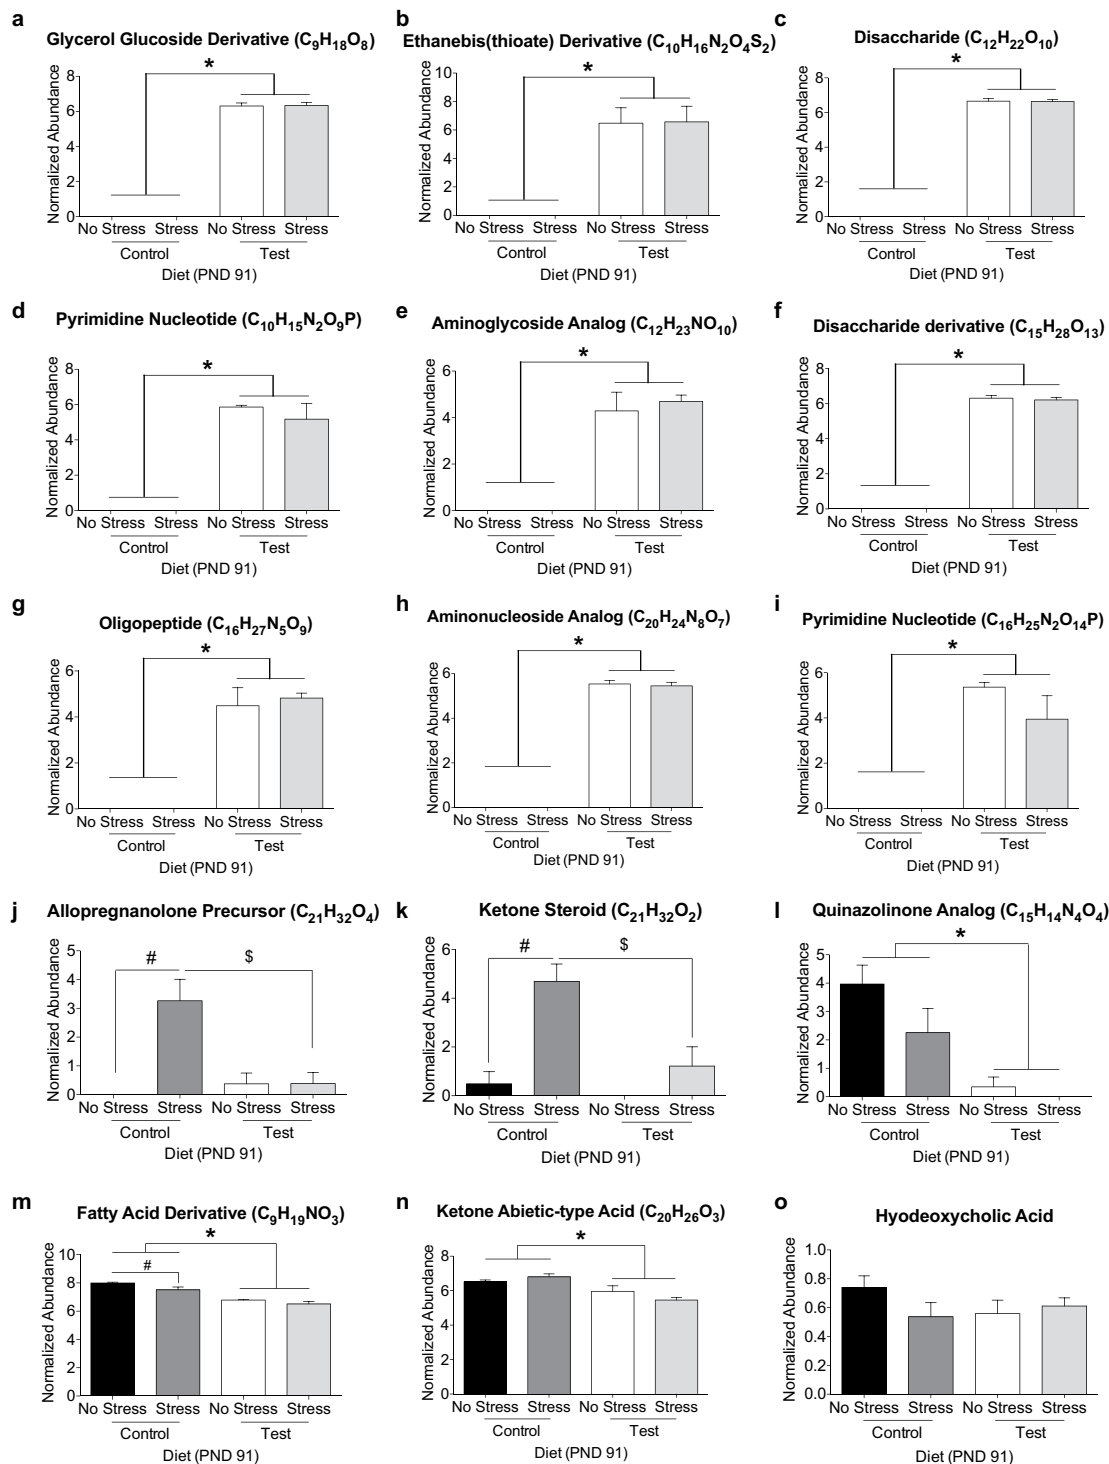 a
Glycerol Glucoside Derivative (C9H18O8)
*
Normalized Abundance
8
6
4
2
0
No Stress Stress No Stress Stress
Control Test
Diet (PND 91)
b
Ethanebis(thioate) Derivative (C10H16N2O4S2)
*
Normalized Abundance
10
8
6
4
2
0
No Stress Stress No Stress Stress
Control Test
Diet (PND 91)
c
Disaccharide (C12H22O10)
*
Normalized Abundance
8
6
4
2
0
No Stress Stress No Stress Stress
Control Test
Diet (PND 91)
d
Pyrimidine Nucleotide (C10H15N2O9P)
*
Normalized Abundance
8
6
4
2
0
No Stress Stress No Stress Stress
Control Test
Diet (PND 91)
e
Aminoglycoside Analog (C12H23NO10)
*
Normalized Abundance
6
4
2
0
No Stress Stress No Stress Stress
Control Test
Diet (PND 91)
f
Disaccharide derivative (C15H28O13)
*
Normalized Abundance
8
6
4
2
0
No Stress Stress No Stress Stress
Control Test
Diet (PND 91)
g
Oligopeptide (C16H27N5O9)
*
Normalized Abundance
6
4
2
0
No Stress Stress No Stress Stress
Control Test
Diet (PND 91)
h
Aminonucleoside Analog (C20H24N8O7)
*
Normalized Abundance
6
4
2
0
No Stress Stress No Stress Stress
Control Test
Diet (PND 91)
i
Pyrimidine Nucleotide (C16H25N2O14P)
*
Normalized Abundance
6
4
2
0
No Stress Stress No Stress Stress
Control Test
Diet (PND 91)
j
Allopregnanolone Precursor (C21H32O4)
# $
Normalized Abundance
5
4
3
2
1
0
No Stress Stress No Stress Stress
Control Test
Diet (PND 91)
k
Ketone Steroid (C21H32O2)
# $
Normalized Abundance
6
4
2
0
No Stress Stress No Stress Stress
Control Test
Diet (PND 91)
l
Quinazolinone Analog (C15H14N4O4)
*
Normalized Abundance
5
4
3
2
1
0
No Stress Stress No Stress Stress
Control Test
Diet (PND 91)
m
Fatty Acid Derivative (C9H19NO3)
*
#
Normalized Abundance
10
8
6
4
2
0
No Stress Stress No Stress Stress
Control Test
Diet (PND 91)
n
Ketone Abietic-type Acid (C20H26O3)
*
Normalized Abundance
8
6
4
2
0
No Stress Stress No Stress Stress
Control Test
Diet (PND 91)
o
Hyodeoxycholic Acid
Normalized Abundance
1.0
0.8
0.6
0.4
0.2
0.0
No Stress Stress No Stress Stress
Control Test
Diet (PND 91)